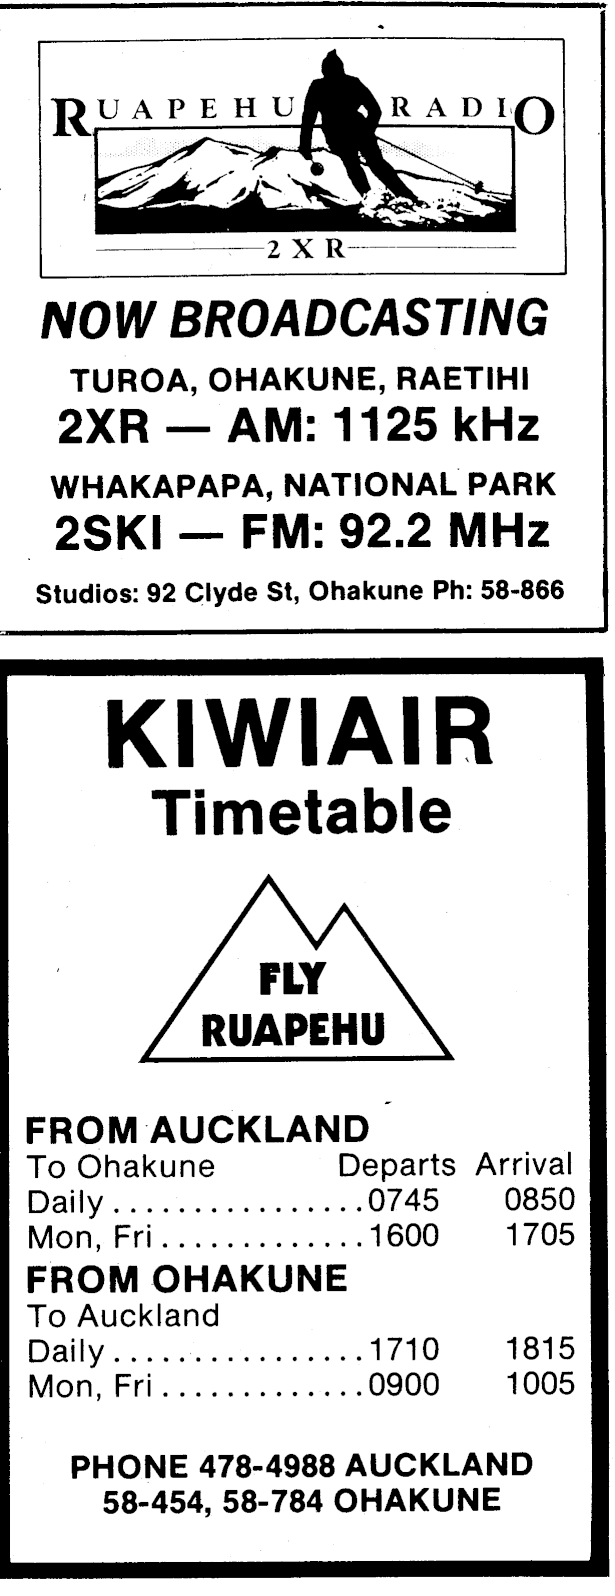 RUAPEHU RADIO
2XR
NOW BROADCASTING
TUROA, OHAKUNE, RAETIHI
2XR — AM: 1125 kHz
WHAKAPAPA, NATIONAL PARK
2SKI — FM: 92.2 MHz
Studios: 92 Clyde St, Ohakune Ph: 58-866
KIWIAIR
Timetable
FLY
RUAPEHU
FROM AUCKLAND
To Ohakune Departs Arrival
Daily.................0745 0850
Mon, Fri.............1600 1705
FROM OHAKUNE
To Auckland
Daily.................1710 1815
Mon, Fri.............0900 1005
PHONE 478-4988 AUCKLAND
58-454, 58-784 OHAKUNE